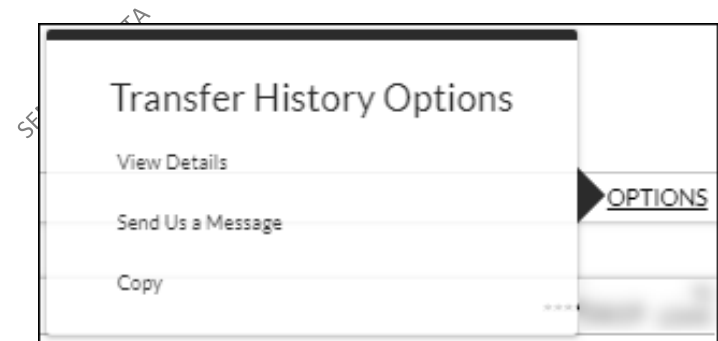 Transfer History Options
View Details
OPTIONS
Send Us a Message
Copy